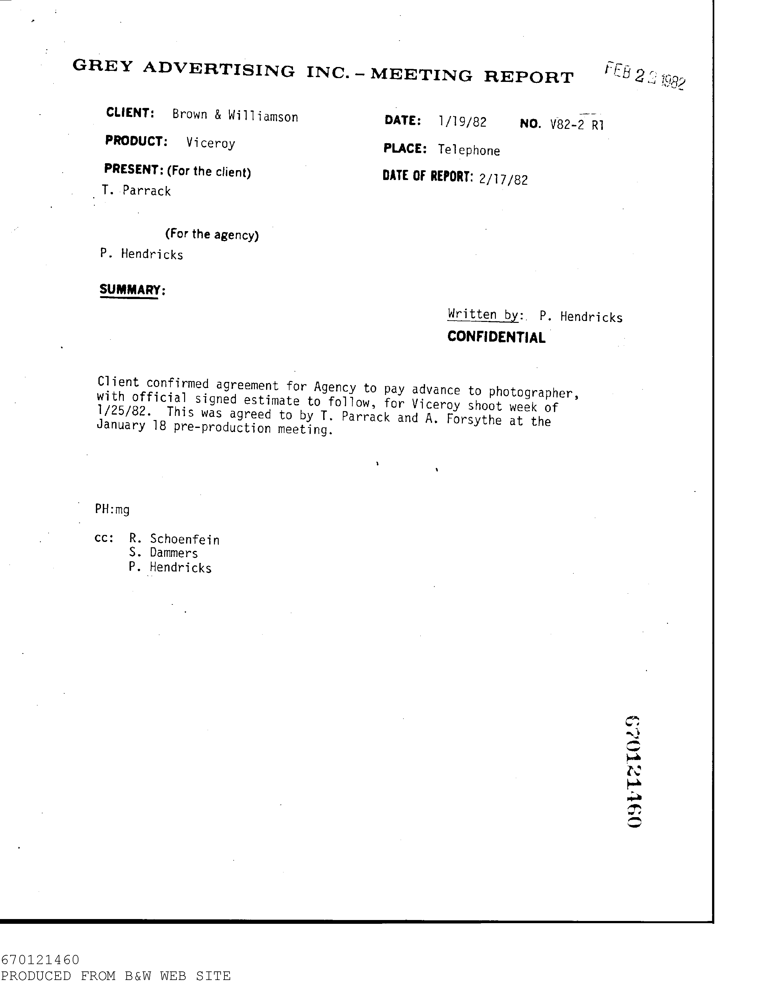 GREY ADVERTISING INC. – MEETING REPORT
FEB 2 1982
CLIENT: Brown & Williamson
DATE: 1/19/82 NO. V82-2 R1
PRODUCT: Viceroy
PLACE: Telephone
PRESENT: (For the client)
DATE OF REPORT: 2/17/82
T. Parrack
(For the agency)
P. Hendricks
SUMMARY:
Written by: P. Hendricks
CONFIDENTIAL
Client confirmed agreement for Agency to pay advance to photographer,
with official signed estimate to follow, for Viceroy shoot week of
1/25/82. This was agreed to by T. Parrack and A. Forsythe at the
January 18 pre-production meeting.
PH:mg
cc: R. Schoenfein
S. Dammers
P. Hendricks
670121460
670121460
PRODUCED FROM B&W WEB SITE